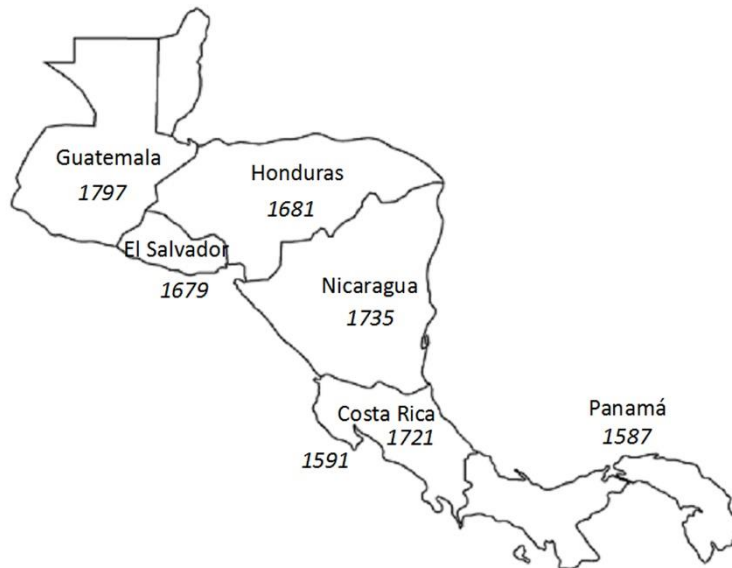 Guatemala
1797
Honduras
1681
El Salvador
1679
Nicaragua
1735
Costa Rica
1721
1591
Panamá
1587